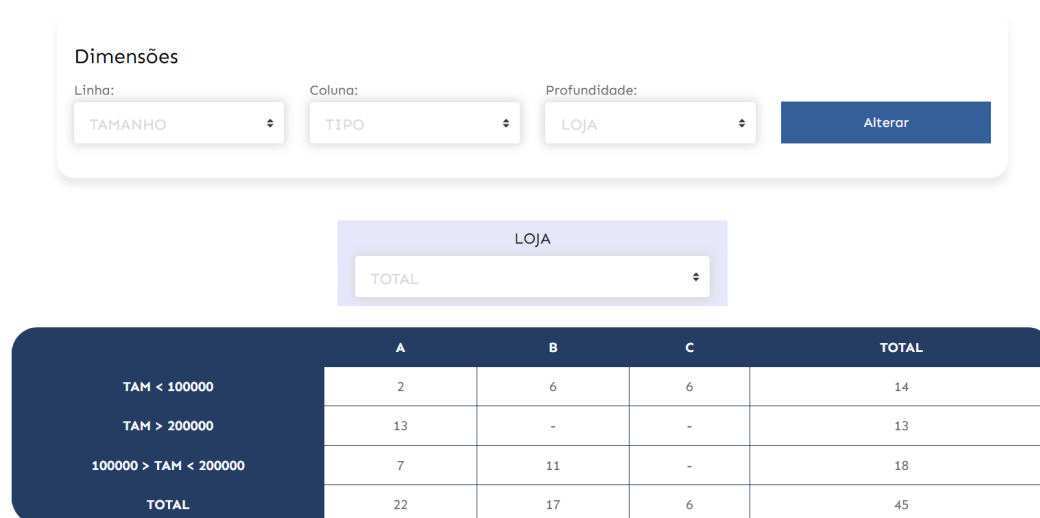 Dimensões
Linha: Coluna: Profundidade:
TAMANHO TIPO LOJA Alterar
LOJA
TOTAL
A B C TOTAL
TAM < 100000 2 6 6 14
TAM > 200000 13 - - 13
100000 > TAM < 200000 7 11 - 18
TOTAL 22 17 6 45